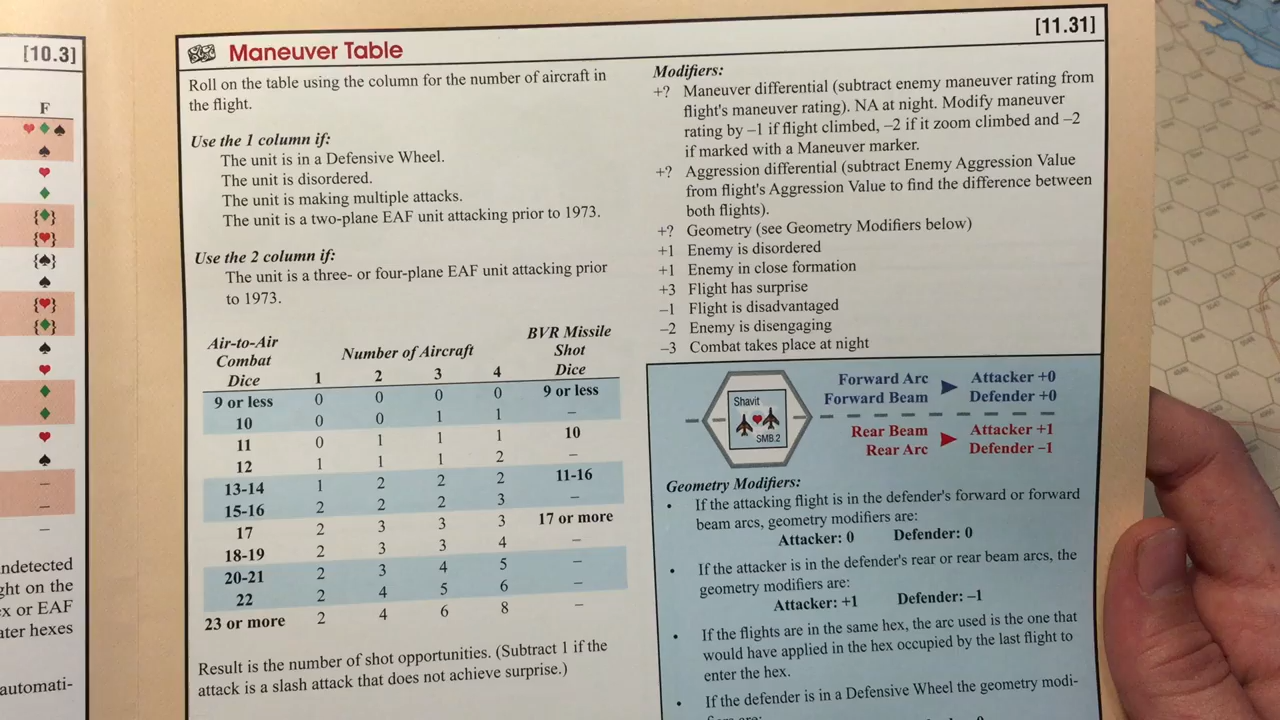 [10.3]
F
ndetected
ght on the
ex or EAF
ater hexes
automati-
Maneuver Table
[11.31]
Roll on the table using the column for the number of aircraft in
the flight.
Use the 1 column if:
The unit is in a Defensive Wheel.
The unit is disordered.
The unit is making multiple attacks.
The unit is a two-plane EAF unit attacking prior to 1973.
Use the 2 column if:
The unit is a three- or four-plane EAF unit attacking prior
to 1973.
Air-to-Air
Combat
Dice
Number of Aircraft
1 2 3 4
BVR Missile
Shot
Dice
9 or less 0 0 0 0 9 or less
10 0 0 1 1 –
11 0 1 1 1 10
12 1 1 1 2 –
13-14 1 2 2 2 11-16
15-16 2 2 2 3 –
17 2 3 3 3 17 or more
18-19 2 3 3 4 –
20-21 2 3 4 5 –
22 2 4 5 6 –
23 or more 2 4 6 8 –
Result is the number of shot opportunities. (Subtract 1 if the
attack is a slash attack that does not achieve surprise.)
Modifiers:
+? Maneuver differential (subtract enemy maneuver rating from
flight's maneuver rating). NA at night. Modify maneuver
rating by –1 if flight climbed, –2 if it zoom climbed and –2
if marked with a Maneuver marker.
+? Aggression differential (subtract Enemy Aggression Value
from flight's Aggression Value to find the difference between
both flights).
+? Geometry (see Geometry Modifiers below)
+1 Enemy is disordered
+1 Enemy in close formation
+3 Flight has surprise
–1 Flight is disadvantaged
–2 Enemy is disengaging
–3 Combat takes place at night
Shavit
SMB.2
Forward Arc
Forward Beam
Attacker +0
Defender +0
Rear Beam
Rear Arc
Attacker +1
Defender –1
Geometry Modifiers:
• If the attacking flight is in the defender's forward or forward
beam arcs, geometry modifiers are:
Attacker: 0 Defender: 0
• If the attacker is in the defender's rear or rear beam arcs, the
geometry modifiers are:
Attacker: +1 Defender: –1
• If the flights are in the same hex, the arc used is the one that
would have applied in the hex occupied by the last flight to
enter the hex.
• If the defender is in a Defensive Wheel the geometry modi-